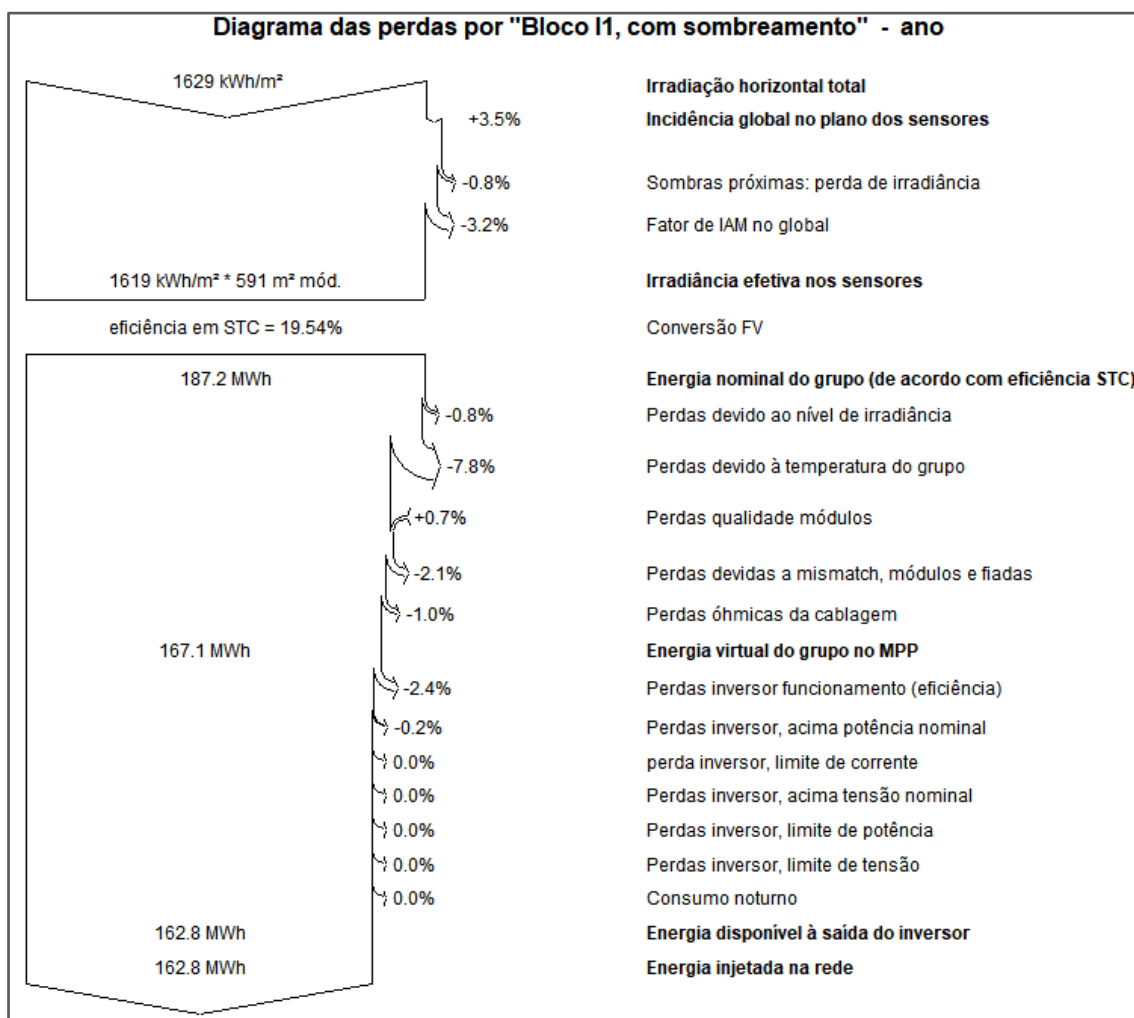 Diagrama das perdas por "Bloco I1, com sombreamento" - ano
1629 kWh/m² Irradiação horizontal total
+3.5% Incidência global no plano dos sensores
-0.8% Sombras próximas: perda de irradiância
-3.2% Fator de IAM no global
1619 kWh/m² * 591 m² mód. Irradiância efetiva nos sensores
eficiência em STC = 19.54% Conversão FV
187.2 MWh Energia nominal do grupo (de acordo com eficiência STC)
-0.8% Perdas devido ao nível de irradiância
-7.8% Perdas devido à temperatura do grupo
+0.7% Perdas qualidade módulos
-2.1% Perdas devidas a mismatch, módulos e fiadas
-1.0% Perdas óhmicas da cablagem
167.1 MWh Energia virtual do grupo no MPP
-2.4% Perdas inversor funcionamento (eficiência)
-0.2% Perdas inversor, acima potência nominal
0.0% perda inversor, limite de corrente
0.0% Perdas inversor, acima tensão nominal
0.0% Perdas inversor, limite de potência
0.0% Perdas inversor, limite de tensão
0.0% Consumo noturno
162.8 MWh Energia disponível à saída do inversor
162.8 MWh Energia injetada na rede